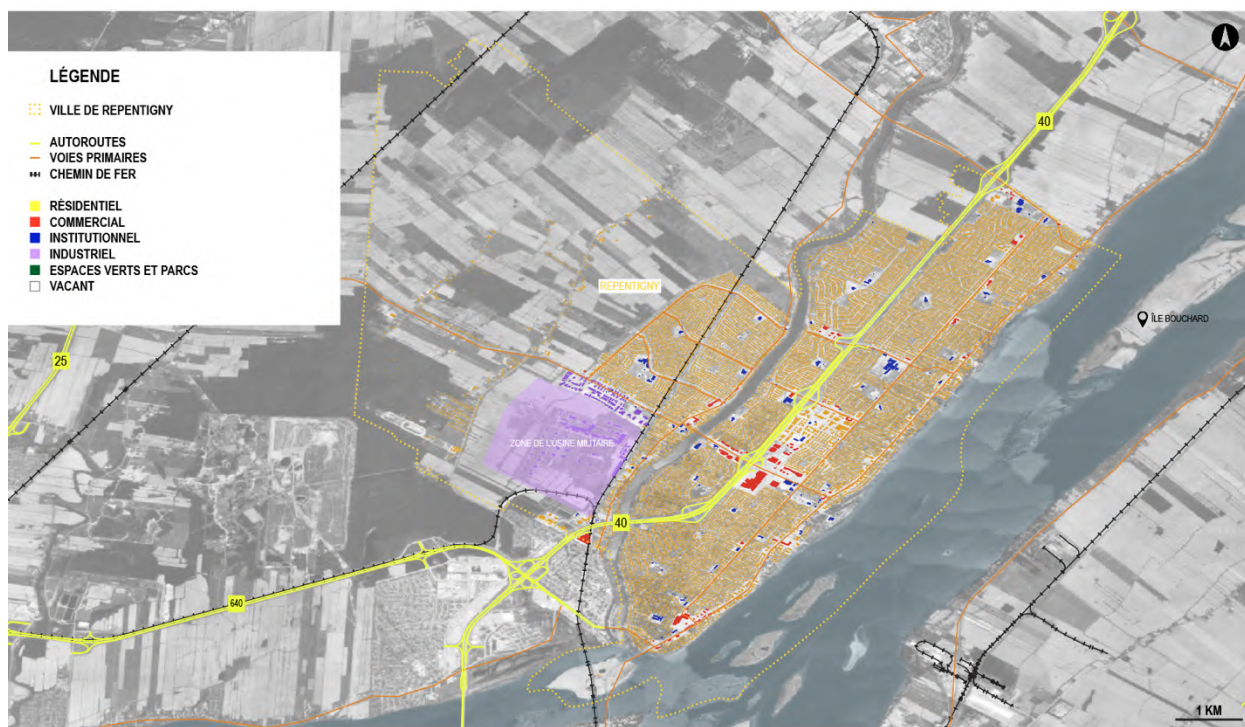 LÉGENDE
VILLE DE REPENTIGNY
AUTOROUTES
VOIES PRIMAIRES
CHEMIN DE FER
RÉSIDENTIEL
COMMERCIAL
INSTITUTIONNEL
INDUSTRIEL
ESPACES VERTS ET PARCS
VACANT
40
REPENTIGNY
ÎLE BOUCHARD
25
ZONE DE L'USINE MILITAIRE
40
640
1 KM